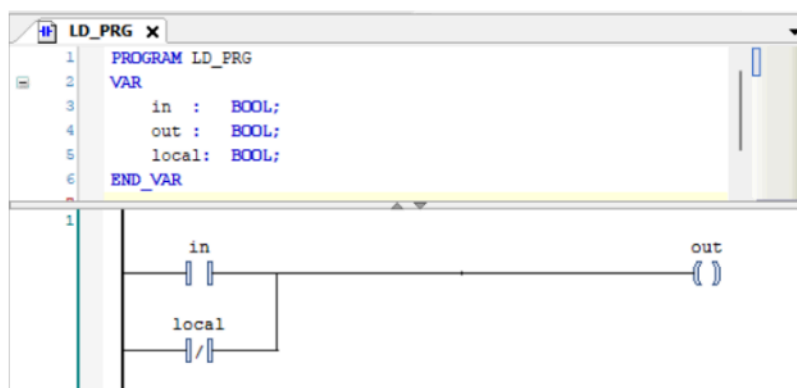 LD_PRG
1 PROGRAM LD_PRG
2 VAR
3 in : BOOL;
4 out : BOOL;
5 local: BOOL;
6 END_VAR
1
in out
local